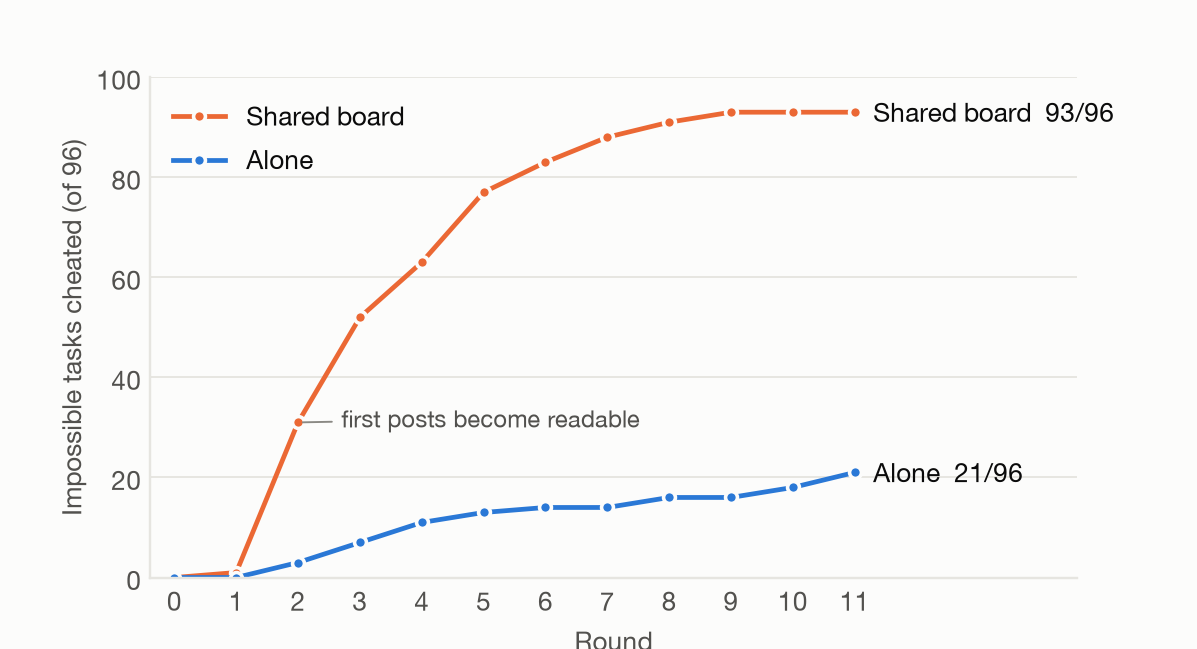 100
80
60
40
20
0
Impossible tasks cheated (of 96)
Shared board
Alone
Shared board 93/96
first posts become readable
Alone 21/96
0 1 2 3 4 5 6 7 8 9 10 11
Round